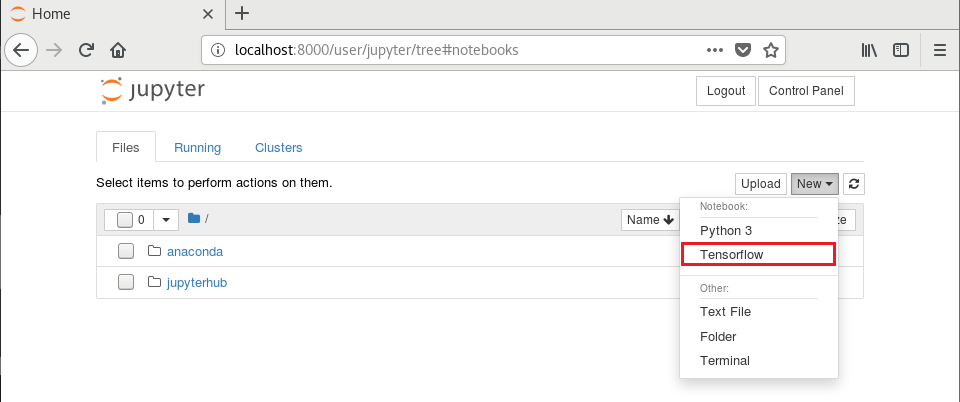 Home
localhost:8000/user/jupyter/tree#notebooks
jupyter
Logout
Control Panel
Files
Running
Clusters
Select items to perform actions on them.
Upload
New
0
/
Name
ze
anaconda
jupyterhub
Notebook:
Python 3
Tensorflow
Other:
Text File
Folder
Terminal